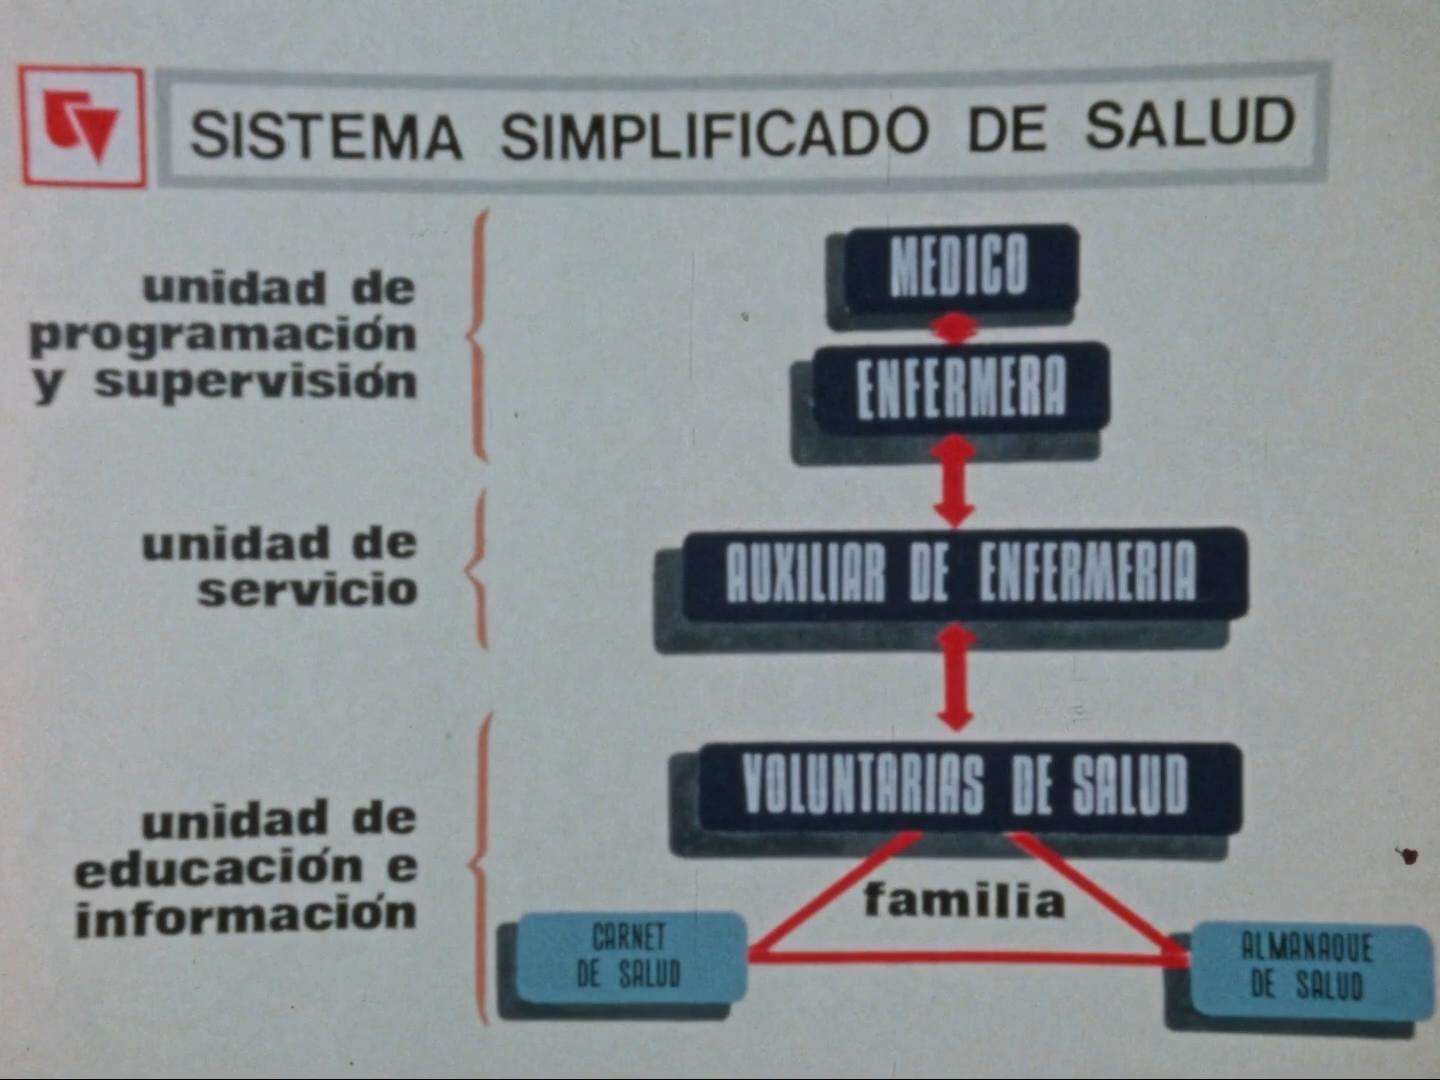 SISTEMA SIMPLIFICADO DE SALUD
unidad de
programación
y supervisión
MEDICO
ENFERMERA
unidad de
servicio
AUXILIAR DE ENFERMERIA
unidad de
educación e
información
VOLUNTARIAS DE SALUD
familia
CARNET
DE SALUD
ALMANAQUE
DE SALUD